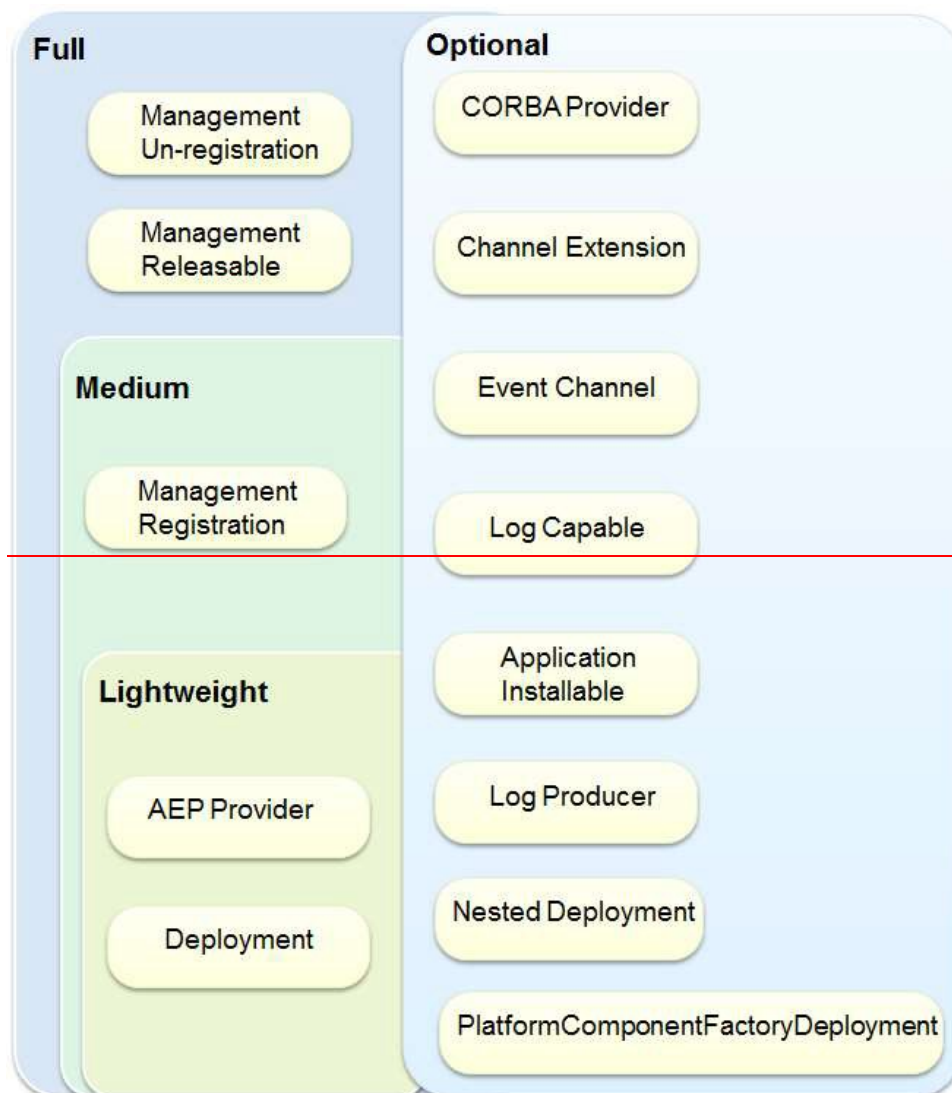 Full
Management
Un-registration
Management
Releasable
Medium
Management
Registration
Lightweight
AEP Provider
Deployment
Optional
CORBA Provider
Channel Extension
Event Channel
Log Capable
Application
Installable
Log Producer
Nested Deployment
PlatformComponentFactoryDeployment